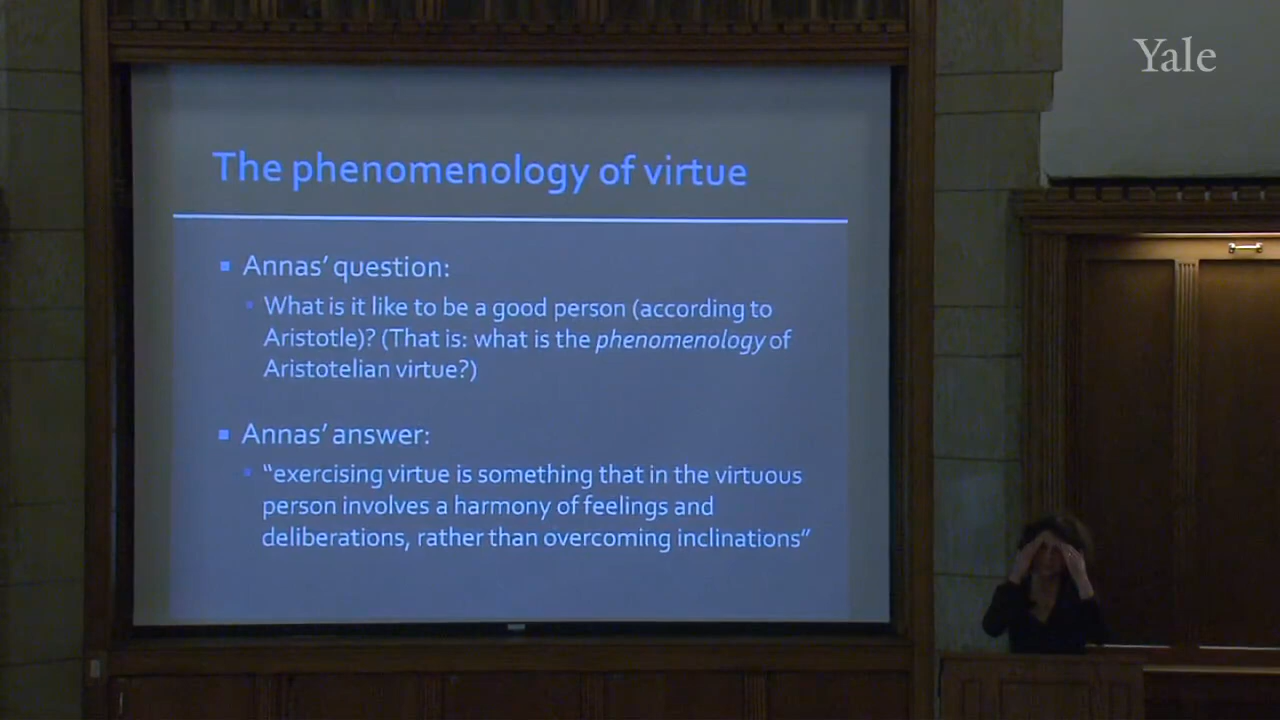 Yale
The phenomenology of virtue
▪ Annas' question:
▪ What is it like to be a good person (according to
Aristotle)? (That is: what is the phenomenology of
Aristotelian virtue?)
▪ Annas' answer:
▪ "exercising virtue is something that in the virtuous
person involves a harmony of feelings and
deliberations, rather than overcoming inclinations"